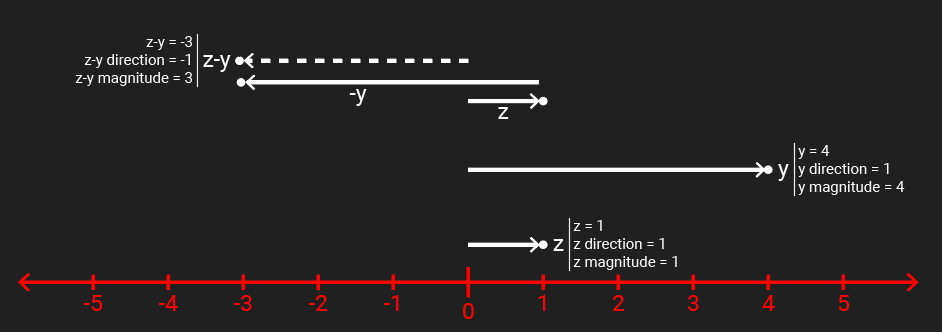 z-y = -3
z-y direction = -1
z-y magnitude = 3
z-y
-y
z
y
y = 4
y direction = 1
y magnitude = 4
z
z = 1
z direction = 1
z magnitude = 1
-5 -4 -3 -2 -1 0 1 2 3 4 5